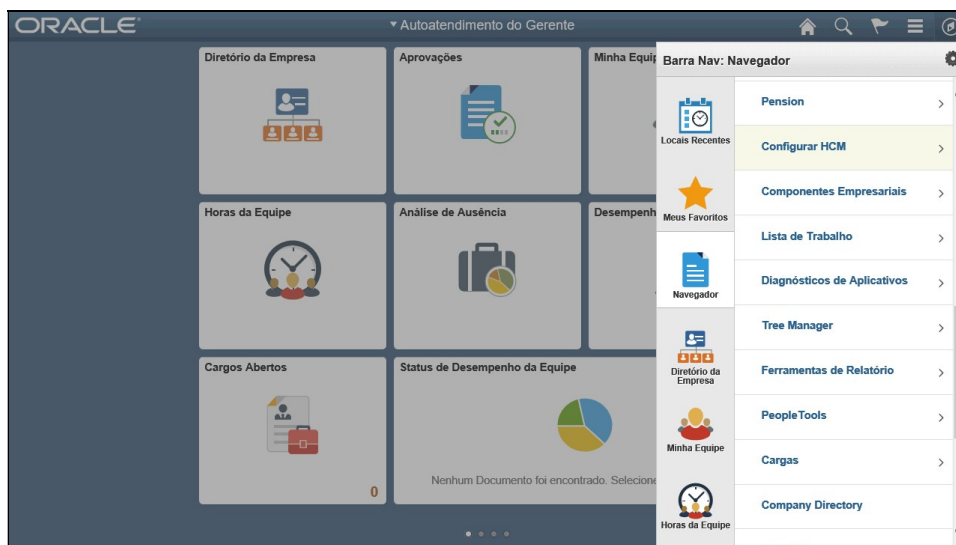 ORACLE
Autoatendimento do Gerente
Diretório da Empresa
Aprovações
Minha Equip
Horas da Equipe
Análise de Ausência
Desempenh
Cargos Abertos
0
Status de Desempenho da Equipe
Nenhum Documento foi encontrado. Selecione
Barra Nav: Navegador
Locais Recentes
Meus Favoritos
Navegador
Diretório da
Empresa
Minha Equipe
Horas da Equipe
Pension
Configurar HCM
Componentes Empresariais
Lista de Trabalho
Diagnósticos de Aplicativos
Tree Manager
Ferramentas de Relatório
PeopleTools
Cargas
Company Directory